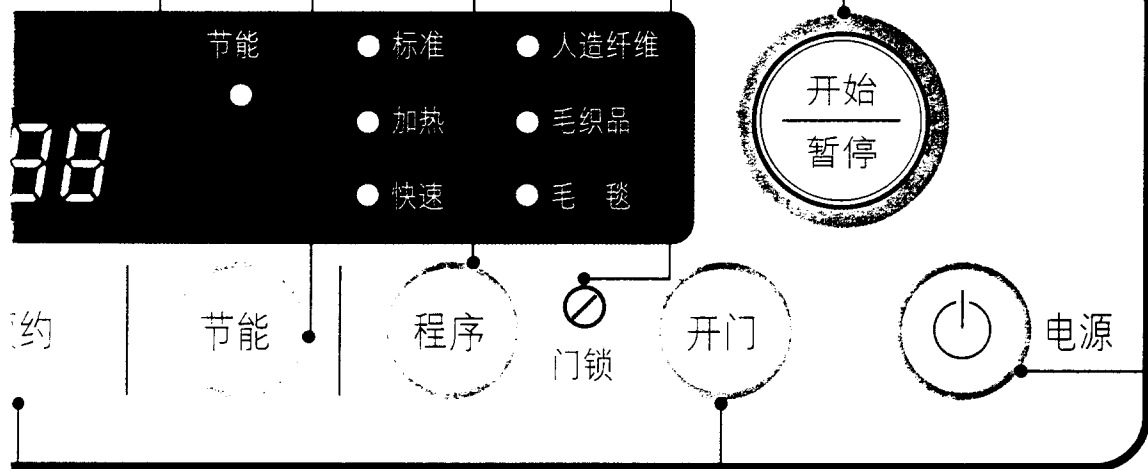 节能
标准
人造纤维
加热
毛织品
快速
毛 毯
开始
暂停
约
节能
程序
门锁
开门
电源